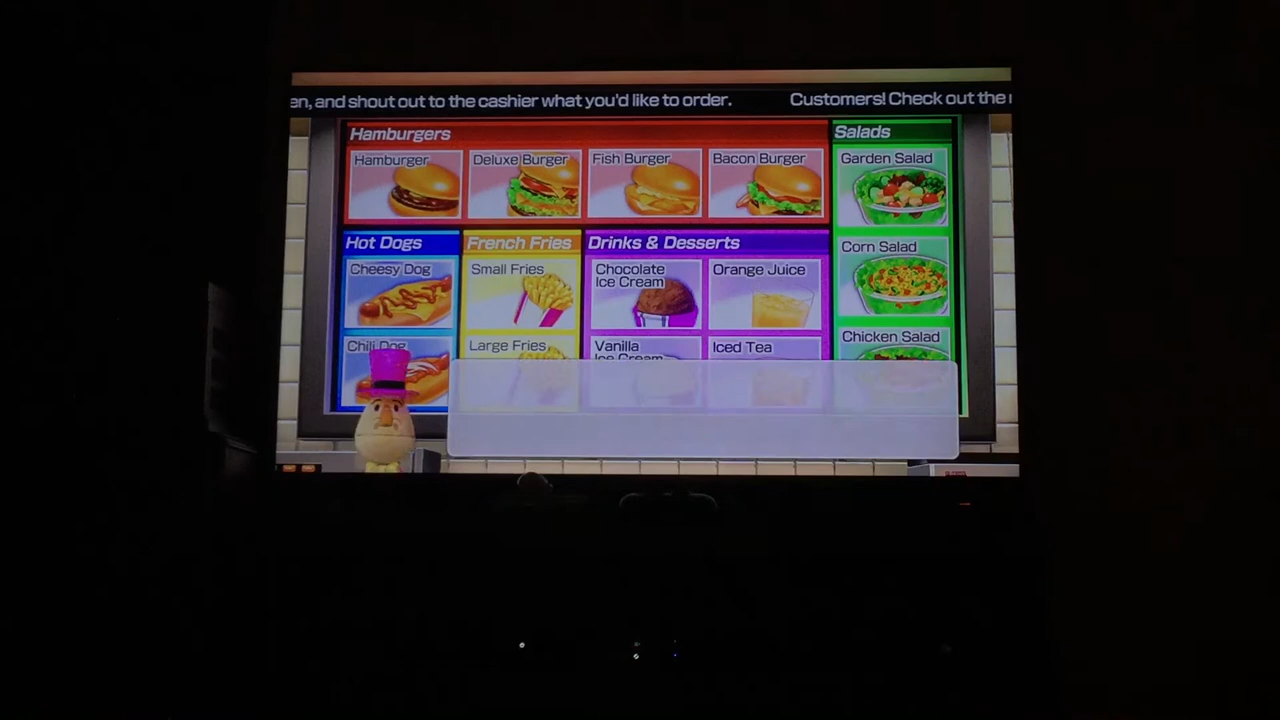 en, and shout out to the cashier what you'd like to order. Customers! Check out the
Hamburgers
Hamburger
Deluxe Burger
Fish Burger
Bacon Burger
Salads
Garden Salad
Corn Salad
Chicken Salad
Hot Dogs
Cheesy Dog
Chili Dog
French Fries
Small Fries
Large Fries
Drinks & Desserts
Chocolate
Ice Cream
Orange Juice
Vanilla
Ice Cream
Iced Tea